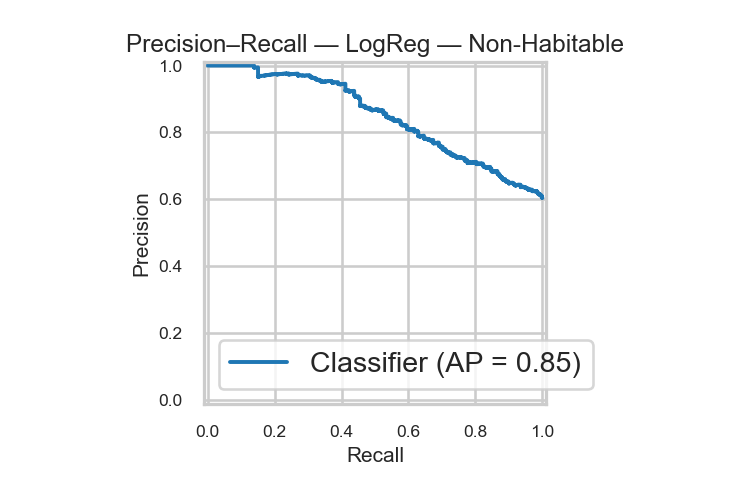 Precision–Recall — LogReg — Non-Habitable
1.0
0.8
0.6
0.4
0.2
0.0
Precision
Classifier (AP = 0.85)
0.0 0.2 0.4 0.6 0.8 1.0
Recall